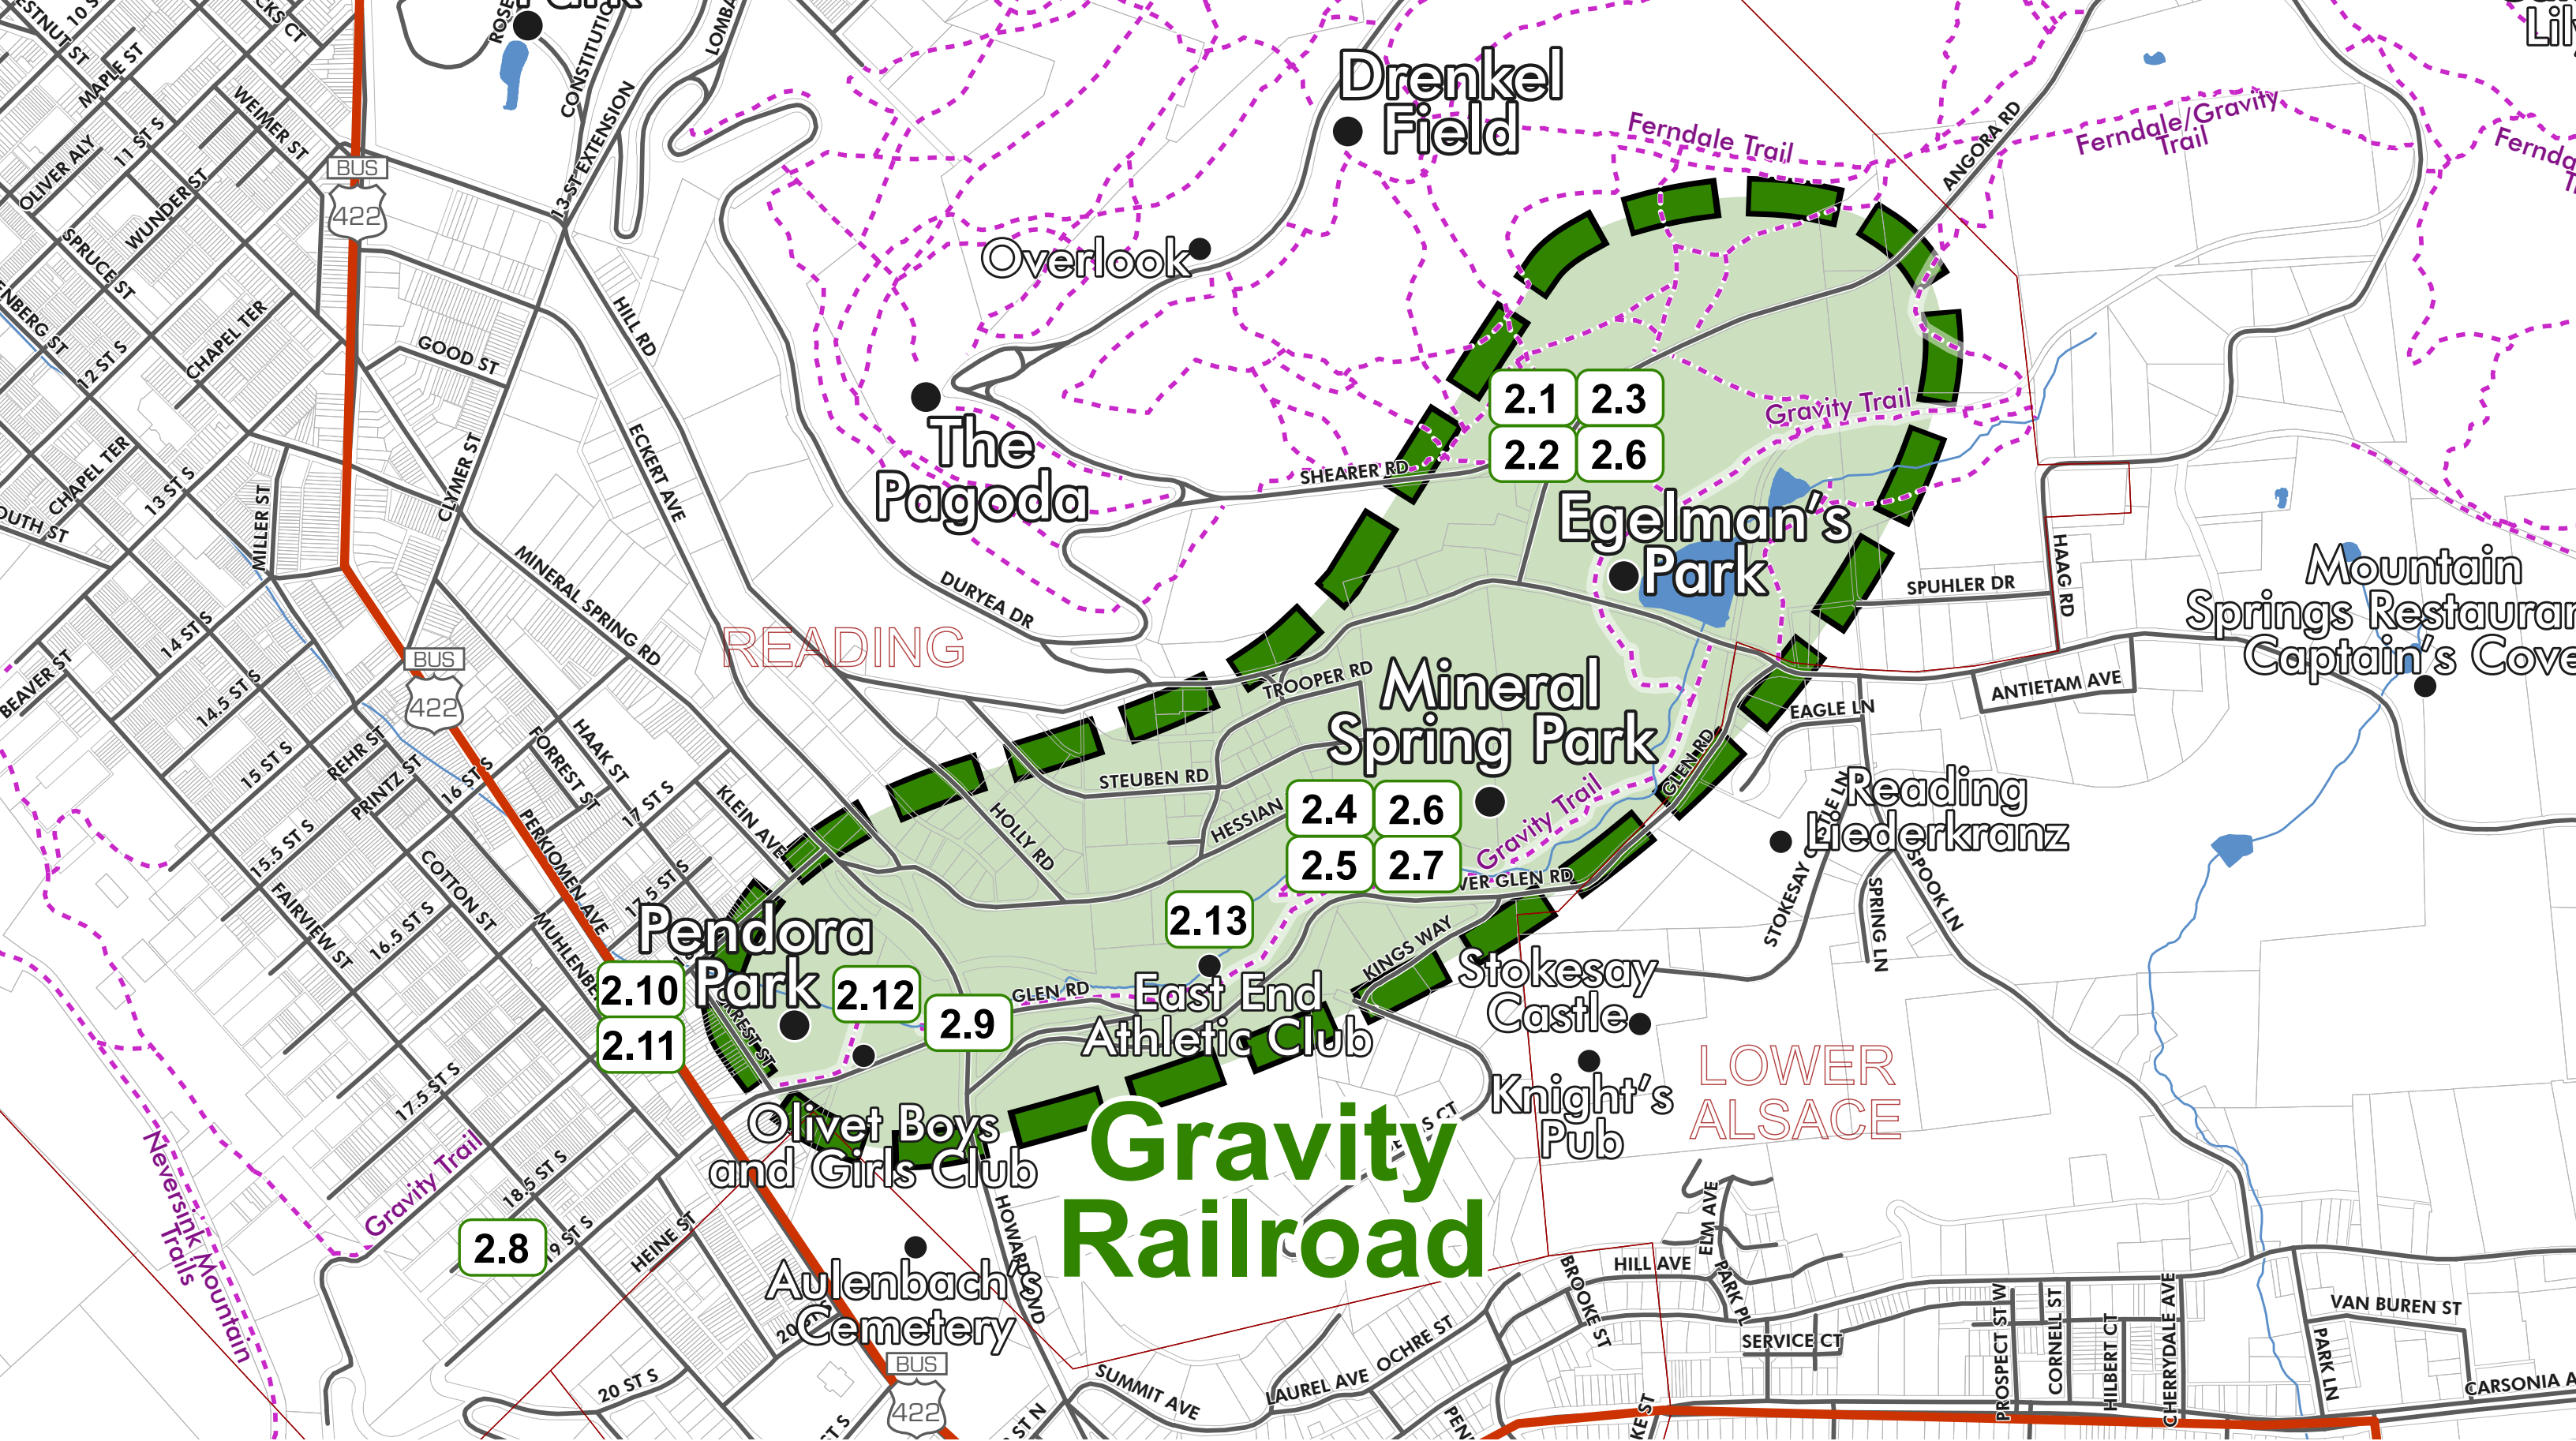 10 S
CKS CT
MAPLE ST
WEIMER ST
11 ST S
OLIVER ALY
WUNDER ST
SPRUCE ST
CHAPEL TER
12 ST S
CHAPEL TER
13 ST S
MILLER ST
CLYMER ST
GOOD ST
BUS
422
13 ST EXTENSION
HILL RD
ECKERT AVE
MINERAL SPRING RD
DURYEA DR
READING
Drenkel
Field
Overlook
The
Pagoda
Ferndale Trail
ANGORA RD
Ferndale/Gravity
Trail
SHEARER RD
2.1
2.3
2.2
2.6
Gravity Trail
Egelman's
Park
SPUHLER DR
HAAG RD
ANTIETAM AVE
EAGLE LN
Mountain
Springs Restauran
Captain's Cove
BUS
422
14 ST S
BEAVER ST
14.5 ST S
15 ST S
REHR ST
PRINTZ ST
16 ST S
FORREST ST
HAAK ST
17 ST S
KLEIN AVE
15.5 ST S
FAIRVIEW ST
16.5 ST S
COTTON ST
PERKIOMEN AVE
17.5 ST S
TROOPER RD
STEUBEN RD
HOLLY RD
HESSIAN
Mineral
Spring Park
2.4
2.6
2.5
2.7
Gravity Trail
GLEN RD
VER GLEN RD
KINGS WAY
2.13
Pendora
Park
2.10
2.11
2.12
2.9
GLEN RD
East End
Athletic Club
Reading
Liederkranz
SPOOK LN
SPRING LN
Stokesay
Castle
Knight's
Pub
LOWER
ALSACE
Olivet Boys
and Girls Club
Gravity
Railroad
17.5 ST S
18.5 ST S
Gravity Trail
Neversink Mountain
Trails
2.8
19 ST S
HEINE ST
Aulenbach's
Cemetery
BUS
422
20 ST S
SUMMIT AVE
LAUREL AVE
OCHRE ST
BROOKE ST
HILL AVE
ELM AVE
PARK PL
SERVICE CT
PROSPECT ST W
CORNELL ST
HILBERT CT
CHERRYDALE AVE
VAN BUREN ST
PARK LN
CARSONIA A